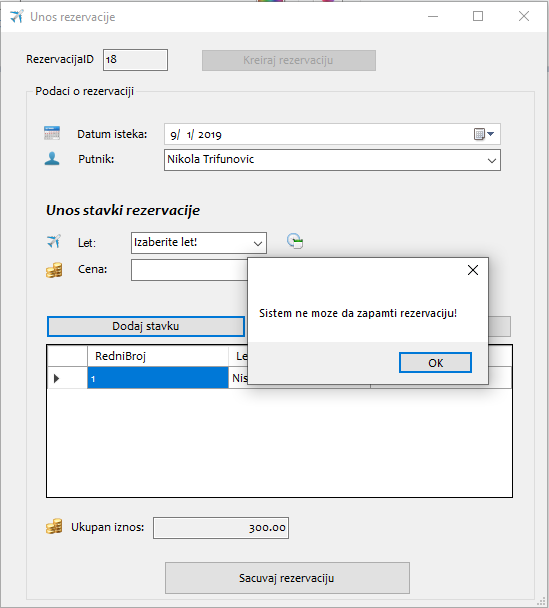 Unos rezervacije
RezervacijaID 18 Kreiraj rezervaciju
Podaci o rezervaciji
Datum isteka: 9/ 1/ 2019
Putnik: Nikola Trifunovic
Unos stavki rezervacije
Let: Izaberite let!
Cena:
Sistem ne moze da zapamti rezervaciju!
OK
Dodaj stavku
RedniBroj Le
1 Nis
Ukupan iznos: 300.00
Sacuvaj rezervaciju